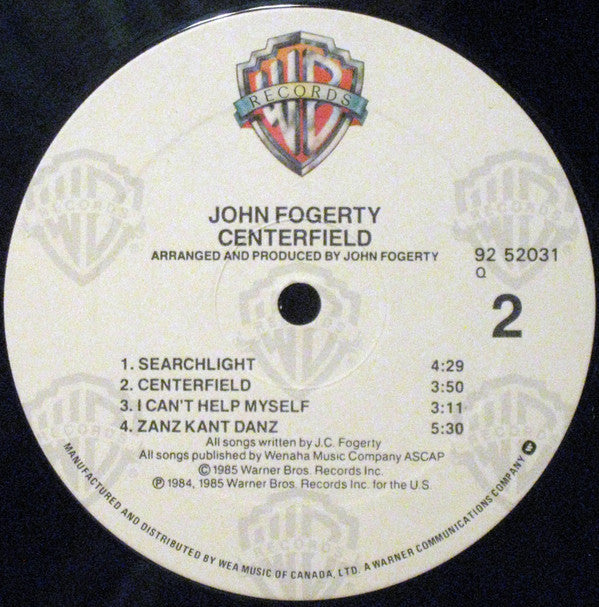 WB
RECORDS
JOHN FOGERTY
CENTERFIELD
ARRANGED AND PRODUCED BY JOHN FOGERTY
92 52031
Q
2
1. SEARCHLIGHT 4:29
2. CENTERFIELD 3:50
3. I CAN'T HELP MYSELF 3:11
4. ZANZ KANT DANZ 5:30
All songs written by J.C. Fogerty
All songs published by Wenaha Music Company ASCAP
©1985 Warner Bros. Records Inc.
℗ 1984, 1985 Warner Bros. Records Inc. for the U.S.
MANUFACTURED AND DISTRIBUTED BY WEA MUSIC OF CANADA, LTD. A WARNER COMMUNICATIONS COMPANY